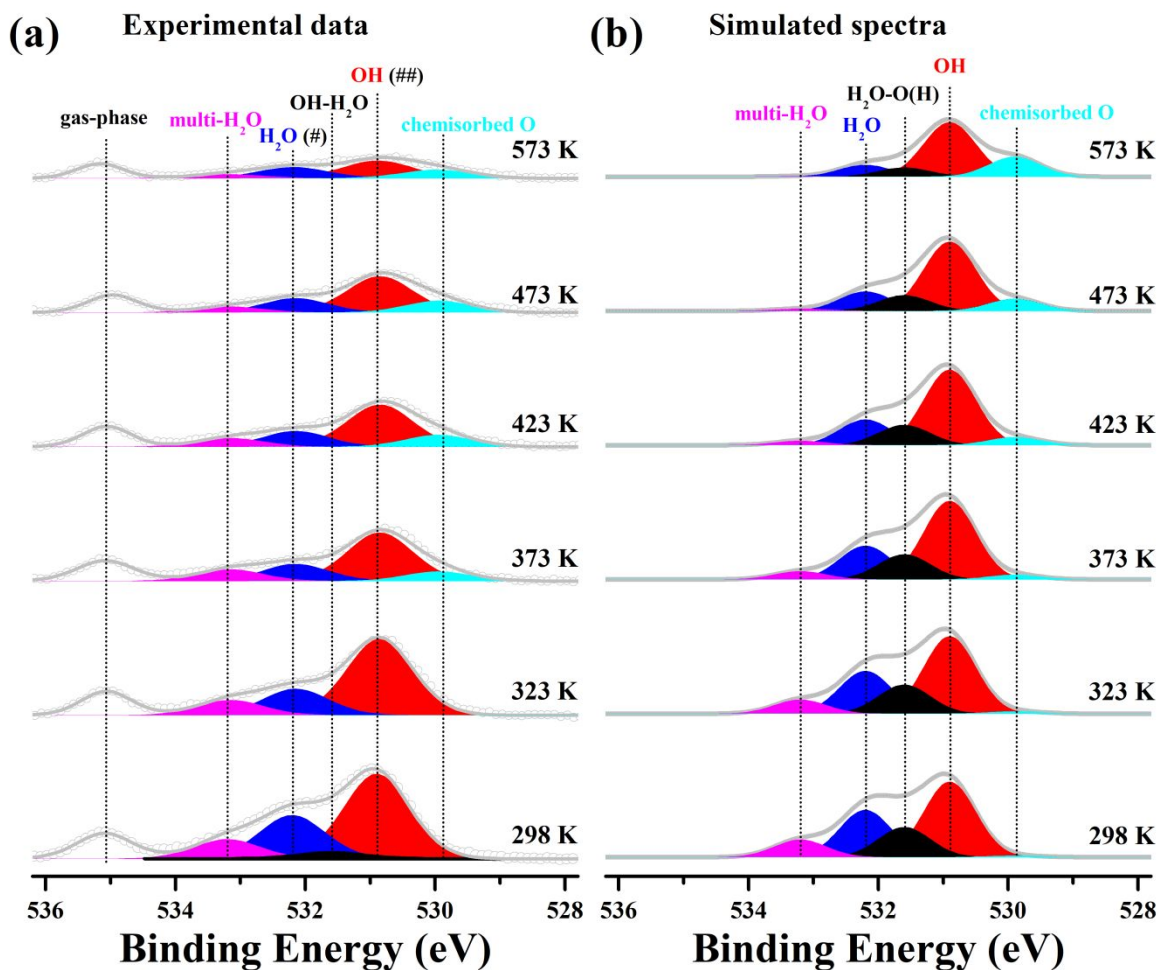 (a) Experimental data
OH (##)
OH-H₂O
gas-phase multi-H₂O H₂O (#) chemisorbed O
573 K
473 K
423 K
373 K
323 K
298 K
536 534 532 530 528
Binding Energy (eV)
(b) Simulated spectra
OH
H₂O-O(H)
multi-H₂O H₂O chemisorbed O
573 K
473 K
423 K
373 K
323 K
298 K
536 534 532 530 528
Binding Energy (eV)